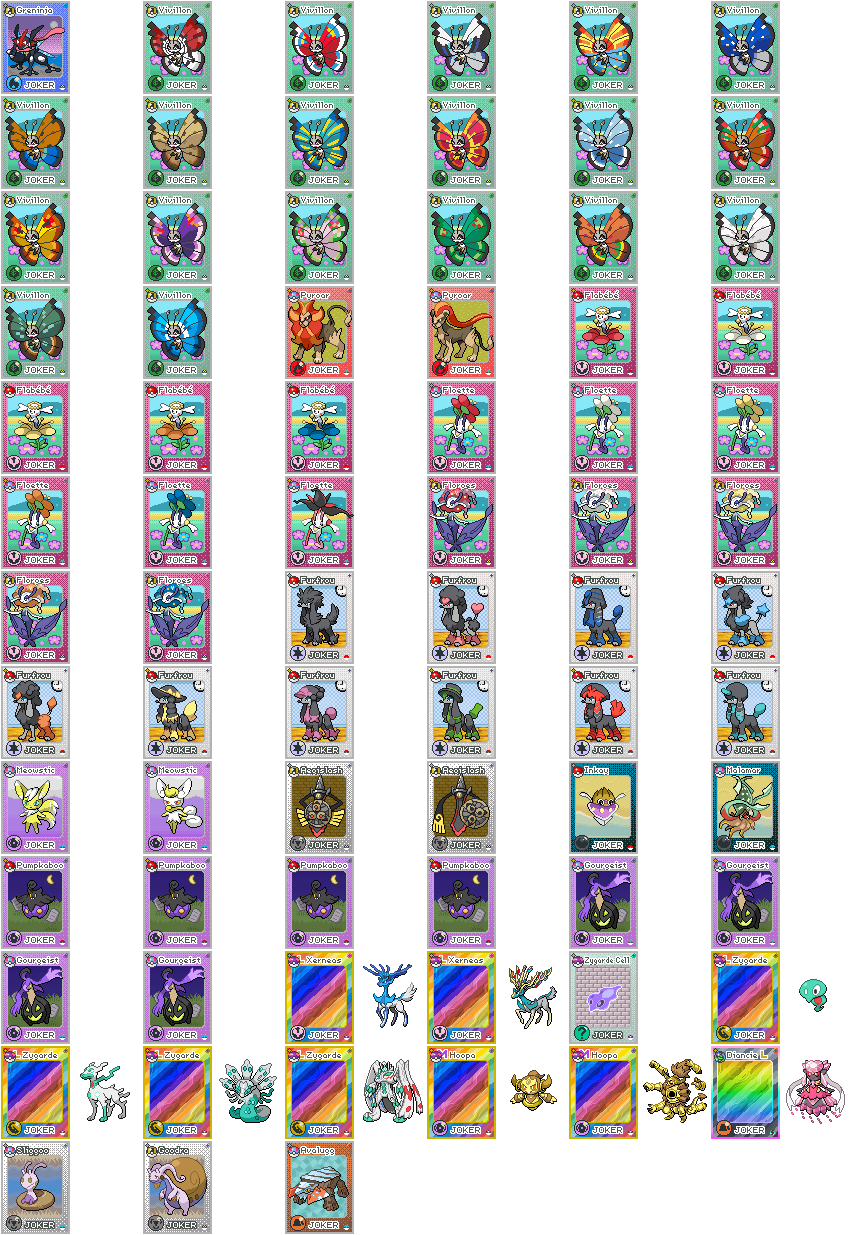 Greninja Vivillon Vivillon Vivillon Vivillon Vivillon
JOKER JOKER JOKER JOKER JOKER JOKER
Vivillon Vivillon Vivillon Vivillon Vivillon Vivillon
JOKER JOKER JOKER JOKER JOKER JOKER
Vivillon Vivillon Vivillon Vivillon Vivillon Vivillon
JOKER JOKER JOKER JOKER JOKER JOKER
Vivillon Vivillon Pyroar Pyroar Flabébé Flabébé
JOKER JOKER JOKER JOKER JOKER JOKER
Flabébé Flabébé Flabébé Floette Floette Floette
JOKER JOKER JOKER JOKER JOKER JOKER
Floette Floette Floette Florges Florges Florges
JOKER JOKER JOKER JOKER JOKER JOKER
Florges Florges Furfrou Furfrou Furfrou Furfrou
JOKER JOKER JOKER JOKER JOKER JOKER
Furfrou Furfrou Furfrou Furfrou Furfrou Furfrou
JOKER JOKER JOKER JOKER JOKER JOKER
Meowstic Meowstic Aegislash Aegislash Inkay Malamar
JOKER JOKER JOKER JOKER JOKER JOKER
Pumpkaboo Pumpkaboo Pumpkaboo Pumpkaboo Gourgeist Gourgeist
JOKER JOKER JOKER JOKER JOKER JOKER
Gourgeist Gourgeist Xerneas Xerneas Zygarde Cell Zygarde
JOKER JOKER JOKER JOKER ? JOKER JOKER
Zygarde Zygarde Zygarde Hoopa Hoopa Diancie
JOKER JOKER JOKER JOKER JOKER JOKER
Sliggoo Goodra Avalugg
JOKER JOKER JOKER